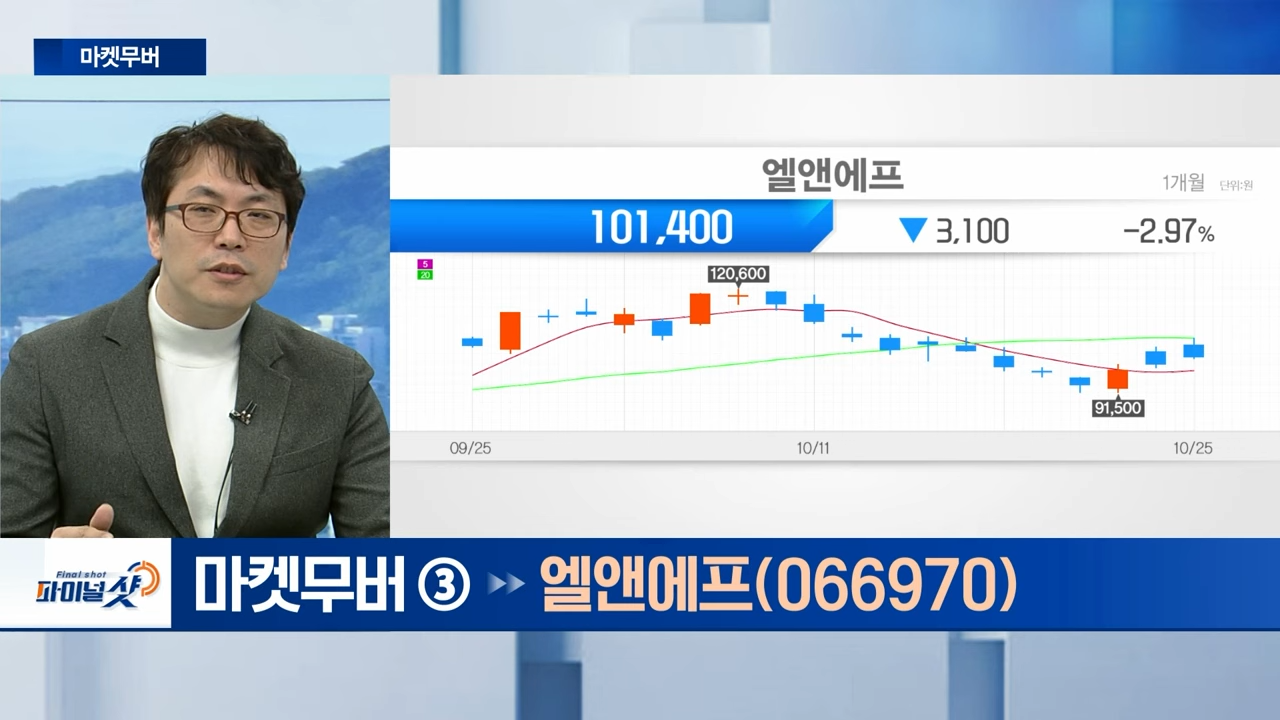 마켓무버
엘앤에프
1개월 단위:원
101,400 ▼ 3,100 -2.97%
5
20
120,600
91,500
09/25 10/11 10/25
Final shot
파이널샷
마켓무버 ③ 엘앤에프(066970)